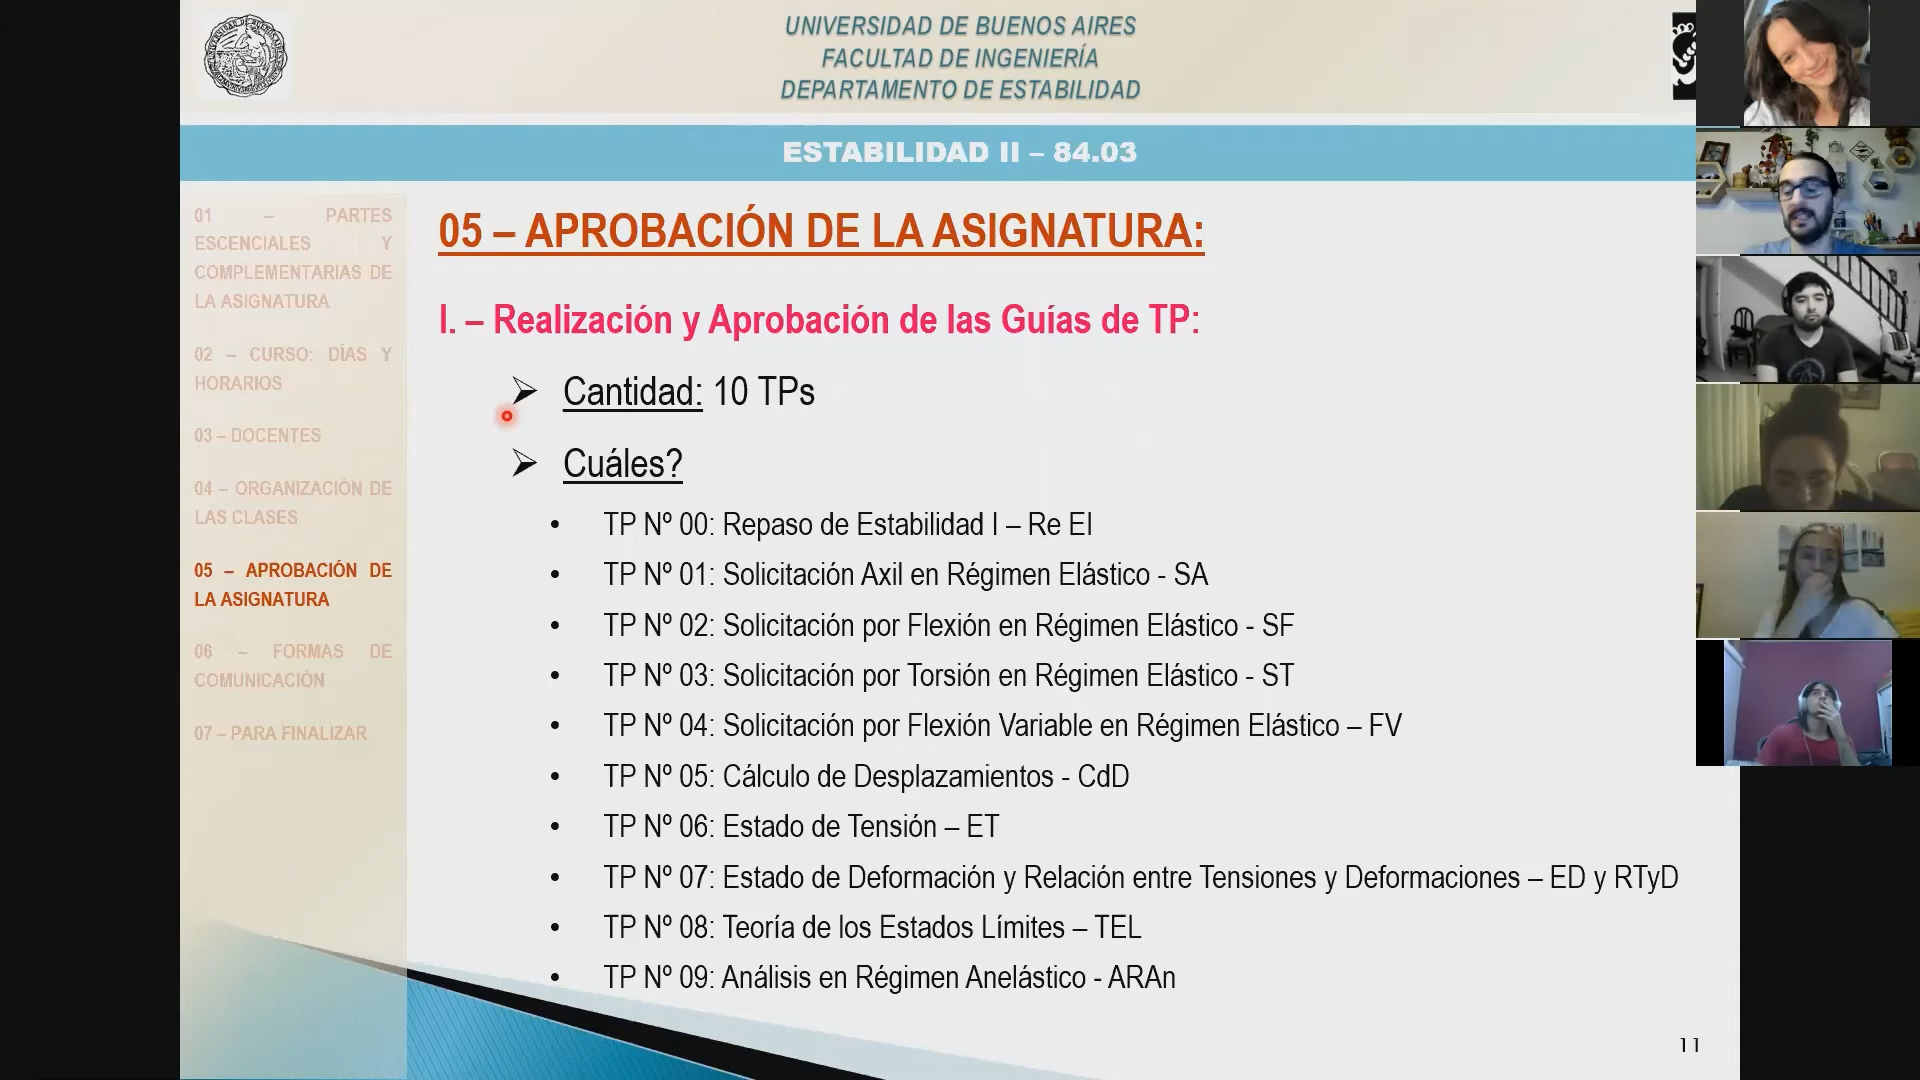 UNIVERSIDAD DE BUENOS AIRES
FACULTAD DE INGENIERÍA
DEPARTAMENTO DE ESTABILIDAD
ESTABILIDAD II – 84.03
01 – PARTES
ESCENCIALES Y
COMPLEMENTARIAS DE
LA ASIGNATURA
02 – CURSO: DÍAS Y
HORARIOS
03 – DOCENTES
04 – ORGANIZACIÓN DE
LAS CLASES
05 – APROBACIÓN DE
LA ASIGNATURA
06 – FORMAS DE
COMUNICACIÓN
07 – PARA FINALIZAR
05 – APROBACIÓN DE LA ASIGNATURA:
I. – Realización y Aprobación de las Guías de TP:
Cantidad: 10 TPs
Cuáles?
TP Nº 00: Repaso de Estabilidad I – Re EI
TP Nº 01: Solicitación Axil en Régimen Elástico - SA
TP Nº 02: Solicitación por Flexión en Régimen Elástico - SF
TP Nº 03: Solicitación por Torsión en Régimen Elástico - ST
TP Nº 04: Solicitación por Flexión Variable en Régimen Elástico – FV
TP Nº 05: Cálculo de Desplazamientos - CdD
TP Nº 06: Estado de Tensión – ET
TP Nº 07: Estado de Deformación y Relación entre Tensiones y Deformaciones – ED y RTyD
TP Nº 08: Teoría de los Estados Límites – TEL
TP Nº 09: Análisis en Régimen Anelástico - ARAn
11